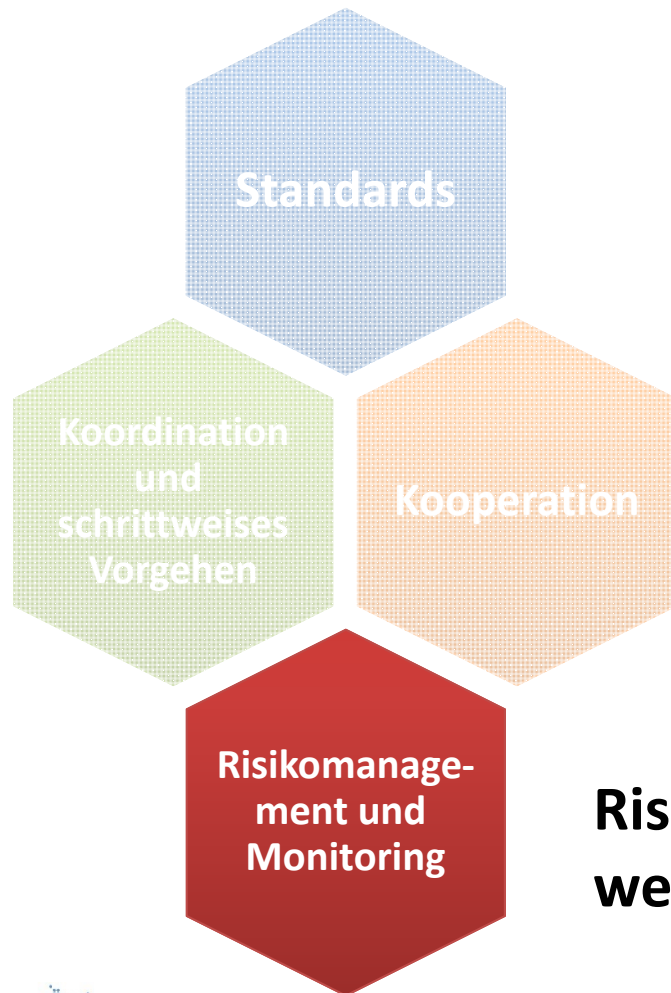 Standards
Koordination
und
schrittweises
Vorgehen
Kooperation
Risikomanage-
ment und
Monitoring
Ris
we